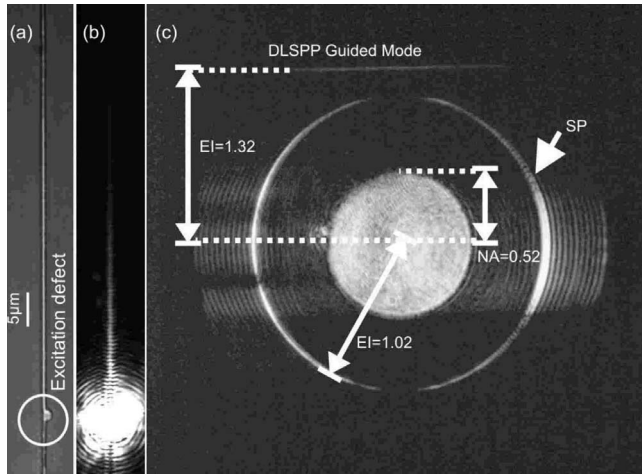 (a)
(b)
(c)
DLSPP Guided Mode
SP
EI=1.32
NA=0.52
EI=1.02
5μm
Excitation defect